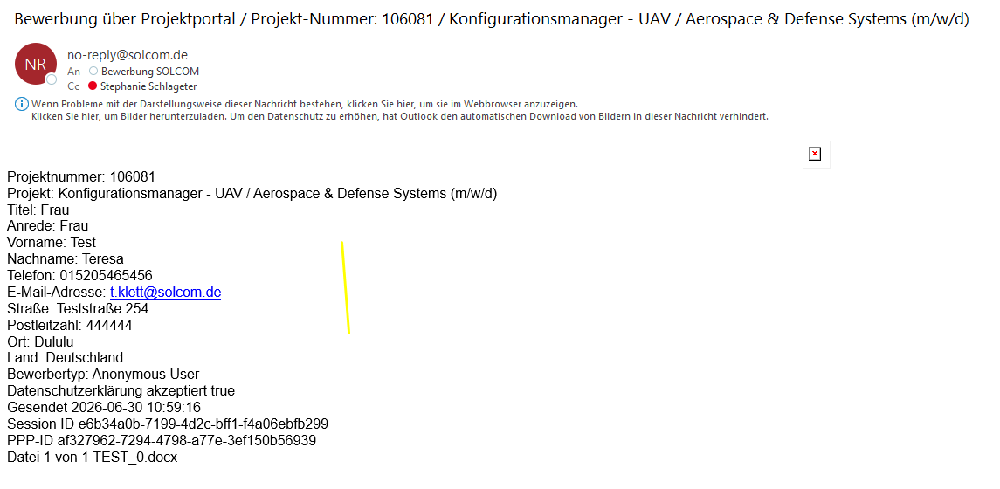 Bewerbung über Projektportal / Projekt-Nummer: 106081 / Konfigurationsmanager - UAV / Aerospace & Defense Systems (m/w/d)
NR
no-reply@solcom.de
An Bewerbung SOLCOM
Cc Stephanie Schlageter
Wenn Probleme mit der Darstellungsweise dieser Nachricht bestehen, klicken Sie hier, um sie im Webbrowser anzuzeigen.
Klicken Sie hier, um Bilder herunterzuladen. Um den Datenschutz zu erhöhen, hat Outlook den automatischen Download von Bildern in dieser Nachricht verhindert.
Projektnummer: 106081
Projekt: Konfigurationsmanager - UAV / Aerospace & Defense Systems (m/w/d)
Titel: Frau
Anrede: Frau
Vorname: Test
Nachname: Teresa
Telefon: 015205465456
E-Mail-Adresse: t.klett@solcom.de
Straße: Teststraße 254
Postleitzahl: 444444
Ort: Dululu
Land: Deutschland
Bewerbertyp: Anonymous User
Datenschutzerklärung akzeptiert true
Gesendet 2026-06-30 10:59:16
Session ID e6b34a0b-7199-4d2c-bff1-f4a06ebfb299
PPP-ID af327962-7294-4798-a77e-3ef150b56939
Datei 1 von 1 TEST_0.docx